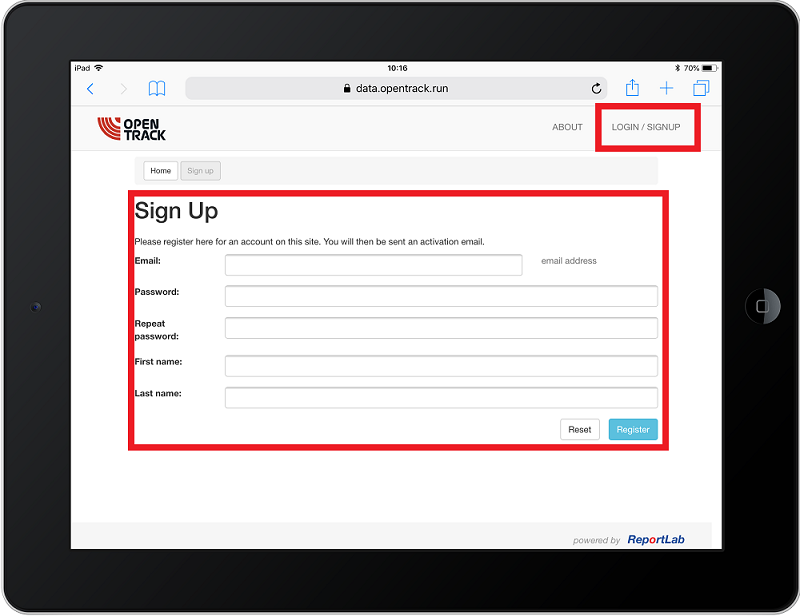 iPad 10:16 70%
data.opentrack.run
OPEN
TRACK
ABOUT LOGIN / SIGNUP
Home Sign up
Sign Up
Please register here for an account on this site. You will then be sent an activation email.
Email: email address
Password:
Repeat
password:
First name:
Last name:
Reset Register
powered by ReportLab